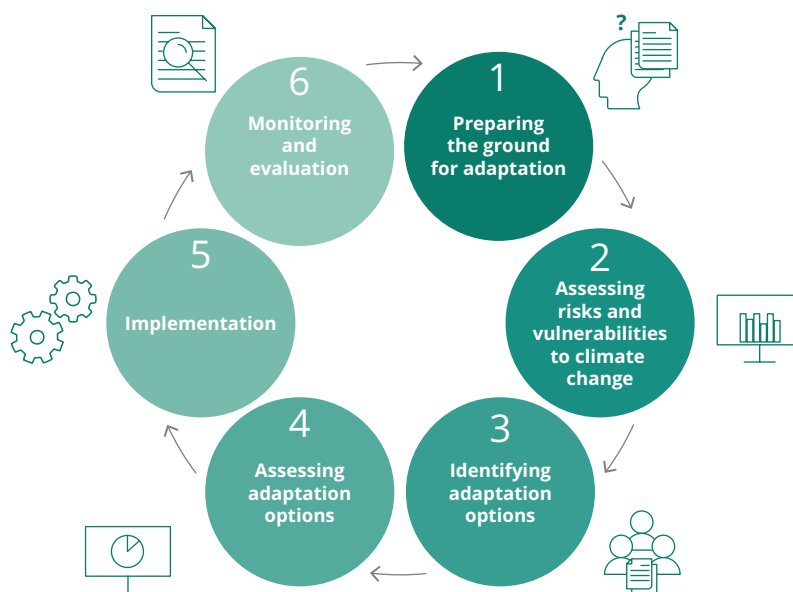 ?
1
Preparing
the ground
for adaptation
2
Assessing
risks and
vulnerabilities
to climate
change
3
Identifying
adaptation
options
4
Assessing
adaptation
options
5
Implementation
6
Monitoring
and
evaluation